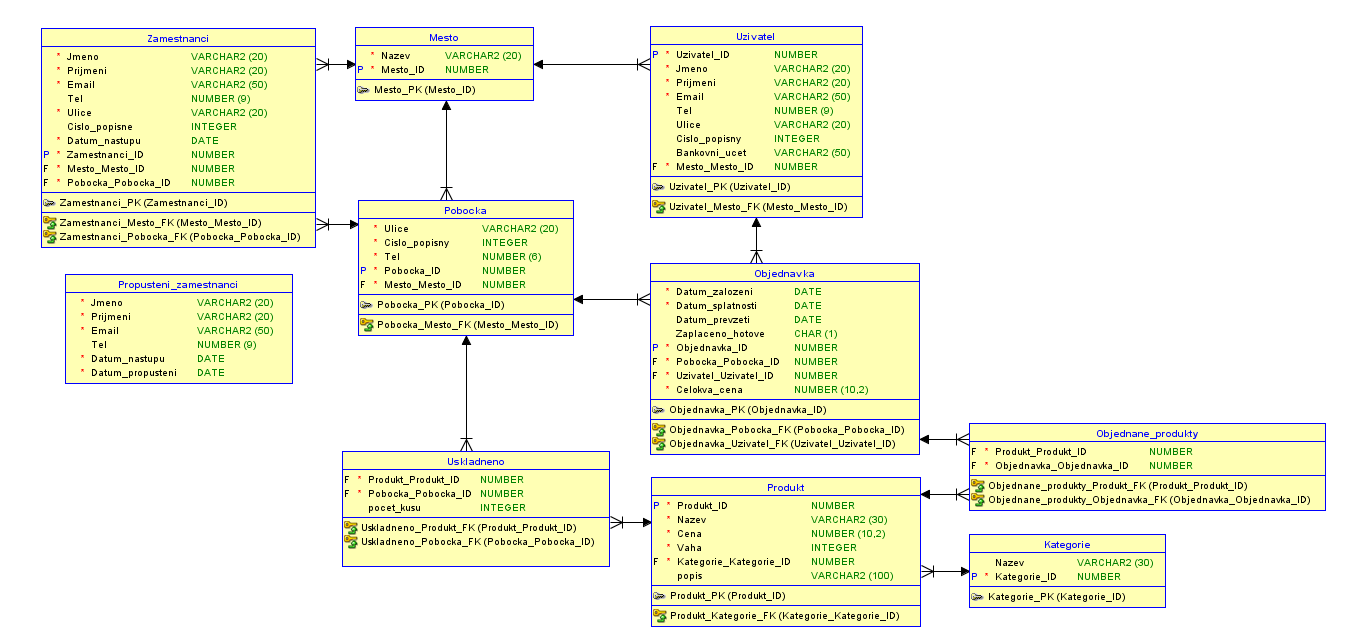 Zamestnanci
* Jmeno VARCHAR2 (20)
* Prijmeni VARCHAR2 (20)
* Email VARCHAR2 (50)
Tel NUMBER (9)
* Ulice VARCHAR2 (20)
Cislo_popisne INTEGER
* Datum_nastupu DATE
P * Zamestnanci_ID NUMBER
F * Mesto_Mesto_ID NUMBER
F * Pobocka_Pobocka_ID NUMBER
Zamestnanci_PK (Zamestnanci_ID)
Zamestnanci_Mesto_FK (Mesto_Mesto_ID)
Zamestnanci_Pobocka_FK (Pobocka_Pobocka_ID)
Mesto
* Nazev VARCHAR2 (20)
P * Mesto_ID NUMBER
Mesto_PK (Mesto_ID)
Uzivatel
P * Uzivatel_ID NUMBER
* Jmeno VARCHAR2 (20)
* Prijmeni VARCHAR2 (20)
* Email VARCHAR2 (50)
Tel NUMBER (9)
Ulice VARCHAR2 (20)
Cislo_popisny INTEGER
Bankovni_ucet VARCHAR2 (50)
F * Mesto_Mesto_ID NUMBER
Uzivatel_PK (Uzivatel_ID)
Uzivatel_Mesto_FK (Mesto_Mesto_ID)
Pobocka
* Ulice VARCHAR2 (20)
* Cislo_popisny INTEGER
* Tel NUMBER (6)
P * Pobocka_ID NUMBER
F * Mesto_Mesto_ID NUMBER
Pobocka_PK (Pobocka_ID)
Pobocka_Mesto_FK (Mesto_Mesto_ID)
Propusteni_zamestnanci
* Jmeno VARCHAR2 (20)
* Prijmeni VARCHAR2 (20)
* Email VARCHAR2 (50)
Tel NUMBER (9)
* Datum_nastupu DATE
* Datum_propusteni DATE
Objednavka
* Datum_zalozeni DATE
* Datum_splatnosti DATE
Datum_prevzeti DATE
Zaplaceno_hotove CHAR (1)
P * Objednavka_ID NUMBER
F * Pobocka_Pobocka_ID NUMBER
F * Uzivatel_Uzivatel_ID NUMBER
* Celokva_cena NUMBER (10,2)
Objednavka_PK (Objednavka_ID)
Objednavka_Pobocka_FK (Pobocka_Pobocka_ID)
Objednavka_Uzivatel_FK (Uzivatel_Uzivatel_ID)
Objednane_produkty
F * Produkt_Produkt_ID NUMBER
F * Objednavka_Objednavka_ID NUMBER
Objednane_produkty_Produkt_FK (Produkt_Produkt_ID)
Objednane_produkty_Objednavka_FK (Objednavka_Objednavka_ID)
Uskladneno
F * Produkt_Produkt_ID NUMBER
F * Pobocka_Pobocka_ID NUMBER
pocet_kusu INTEGER
Uskladneno_Produkt_FK (Produkt_Produkt_ID)
Uskladneno_Pobocka_FK (Pobocka_Pobocka_ID)
Produkt
P * Produkt_ID NUMBER
* Nazev VARCHAR2 (30)
* Cena NUMBER (10,2)
* Vaha INTEGER
F * Kategorie_Kategorie_ID NUMBER
popis VARCHAR2 (100)
Produkt_PK (Produkt_ID)
Produkt_Kategorie_FK (Kategorie_Kategorie_ID)
Kategorie
Nazev VARCHAR2 (30)
P * Kategorie_ID NUMBER
Kategorie_PK (Kategorie_ID)